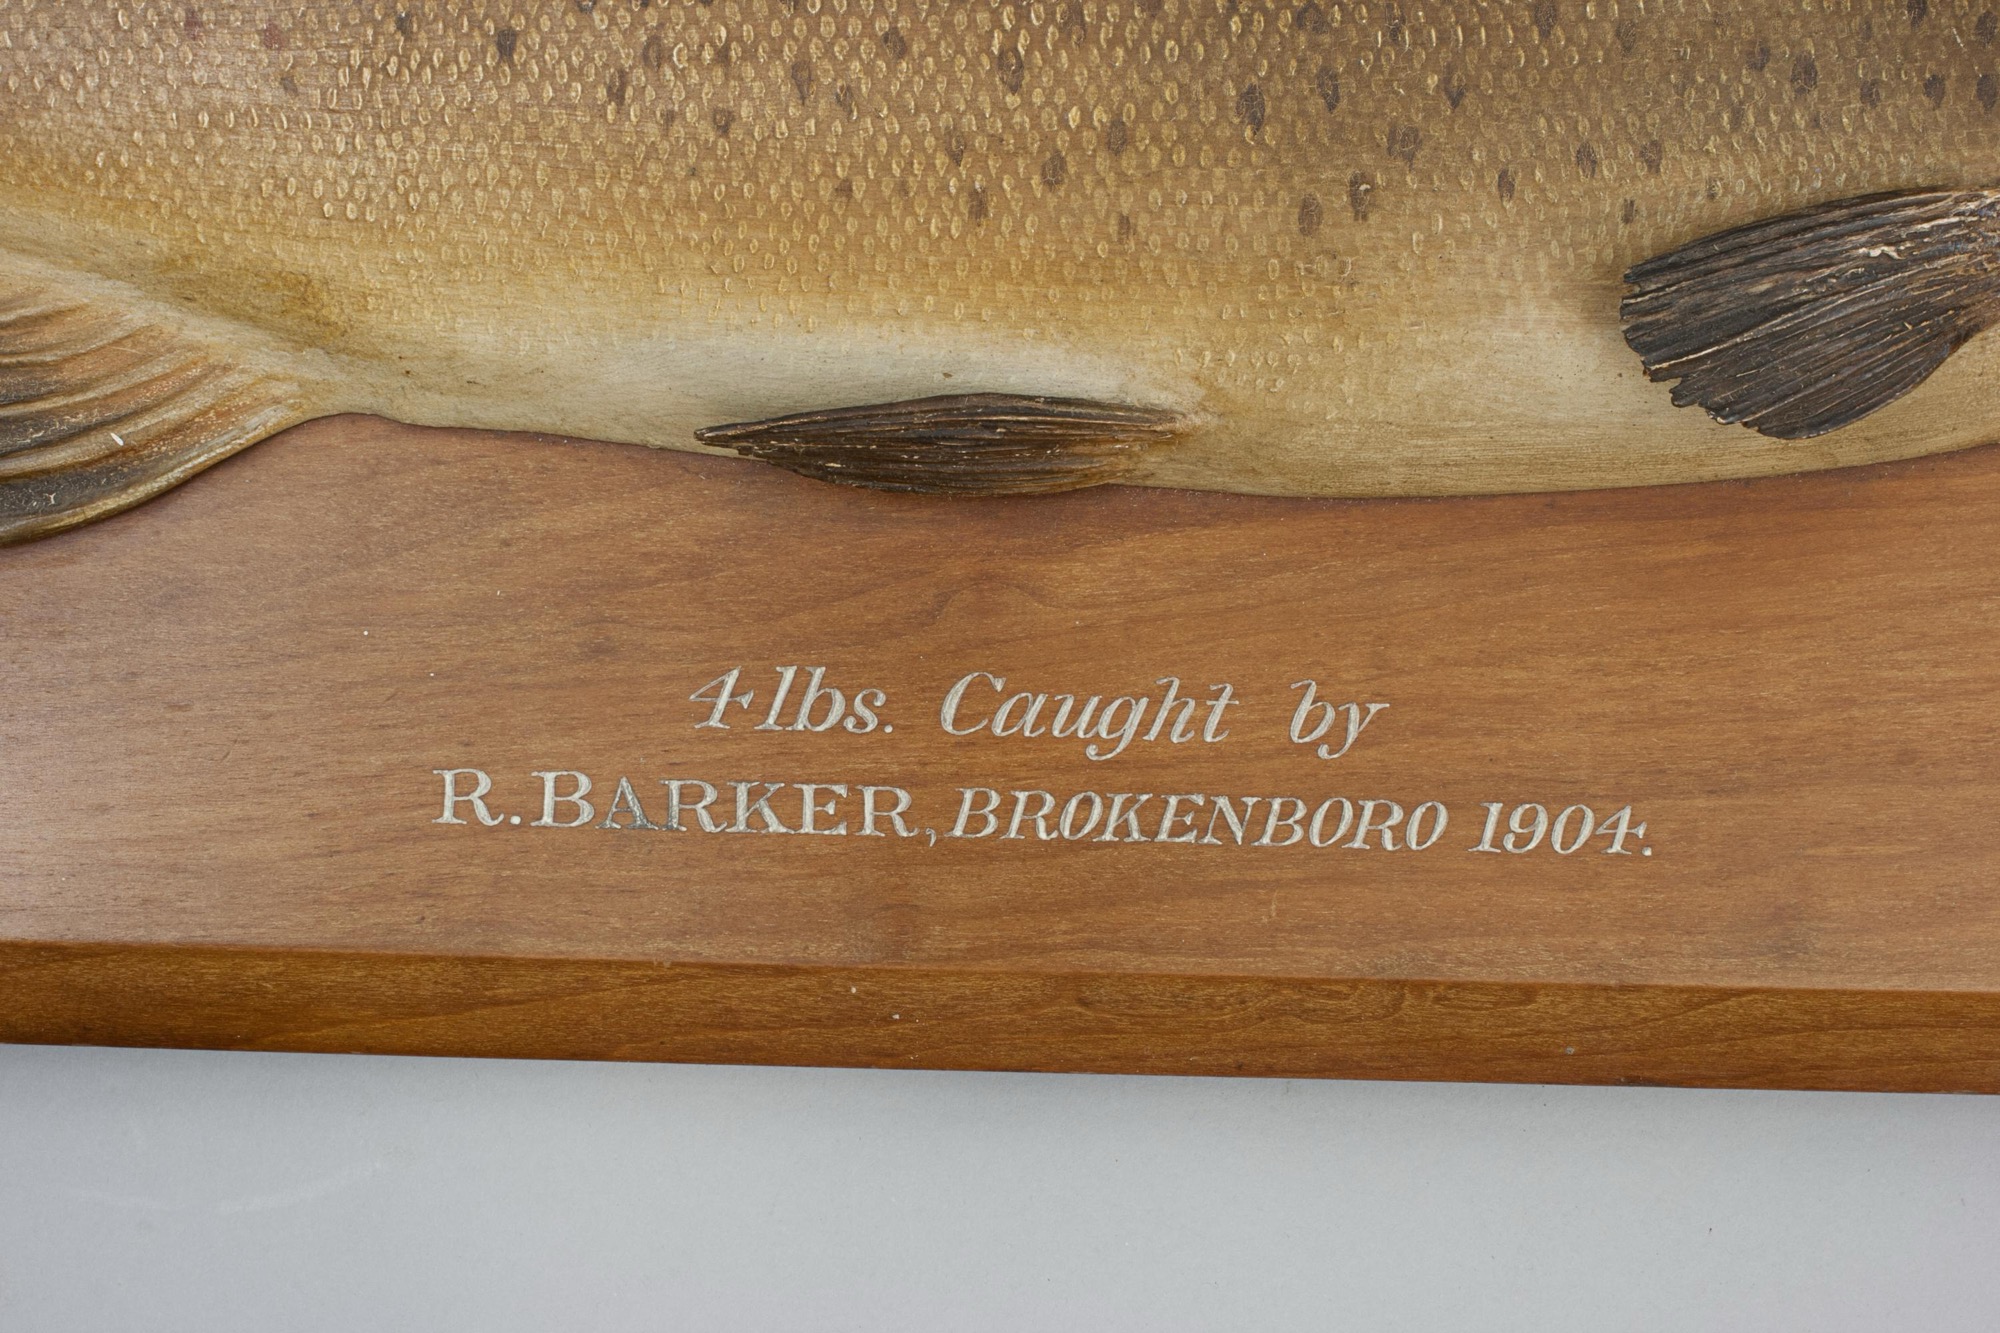 4 lbs. Caught by
R. BARKER, BROKENBORO 1904.